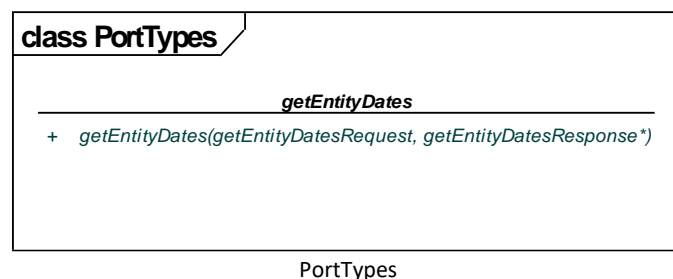 class PortTypes
getEntityDates
+ getEntityDates(getEntityDatesRequest, getEntityDatesResponse*)
PortTypes